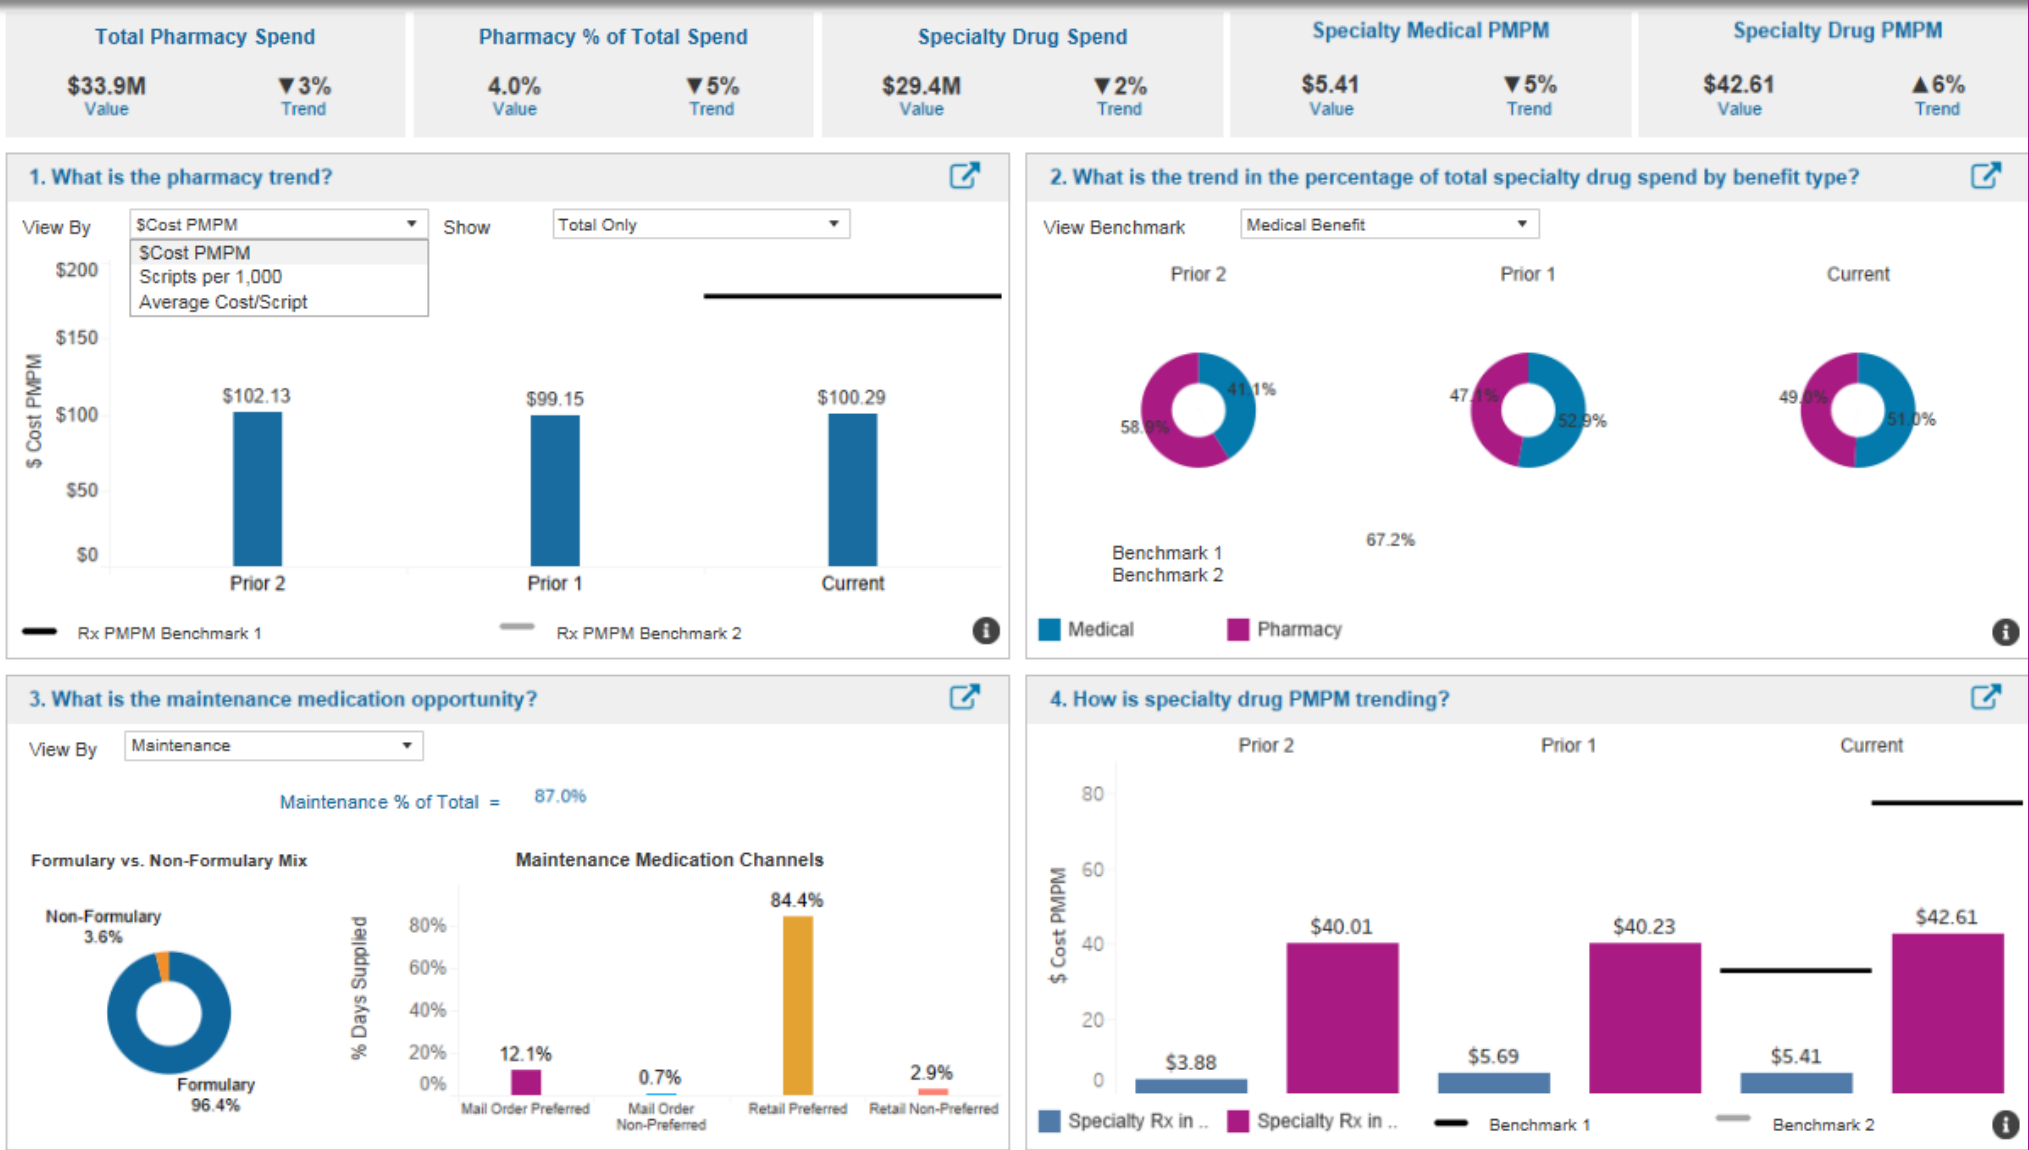 Total Pharmacy Spend
$33.9M ▼3%
Value Trend
Pharmacy % of Total Spend
4.0% ▼5%
Value Trend
Specialty Drug Spend
$29.4M ▼2%
Value Trend
Specialty Medical PMPM
$5.41 ▼5%
Value Trend
Specialty Drug PMPM
$42.61 ▲6%
Value Trend
1. What is the pharmacy trend?
View By $Cost PMPM Show Total Only
$Cost PMPM
Scripts per 1,000
Average Cost/Script
$ Cost PMPM
$200
$150
$100
$50
$0
$102.13 $99.15 $100.29
Prior 2 Prior 1 Current
Rx PMPM Benchmark 1 Rx PMPM Benchmark 2
2. What is the trend in the percentage of total specialty drug spend by benefit type?
View Benchmark Medical Benefit
Prior 2 Prior 1 Current
41.1% 58.9% 47.1% 52.9% 49.0% 51.0%
67.2%
Benchmark 1
Benchmark 2
Medical Pharmacy
3. What is the maintenance medication opportunity?
View By Maintenance
Maintenance % of Total = 87.0%
Formulary vs. Non-Formulary Mix
Non-Formulary
3.6%
Formulary
96.4%
Maintenance Medication Channels
% Days Supplied
80%
60%
40%
20%
0%
12.1% 0.7% 84.4% 2.9%
Mail Order Preferred Mail Order Retail Preferred Retail Non-Preferred
Non-Preferred
4. How is specialty drug PMPM trending?
Prior 2 Prior 1 Current
$ Cost PMPM
80
60
40
20
0
$3.88 $40.01 $5.69 $40.23 $5.41 $42.61
Specialty Rx in .. Specialty Rx in .. Benchmark 1 Benchmark 2